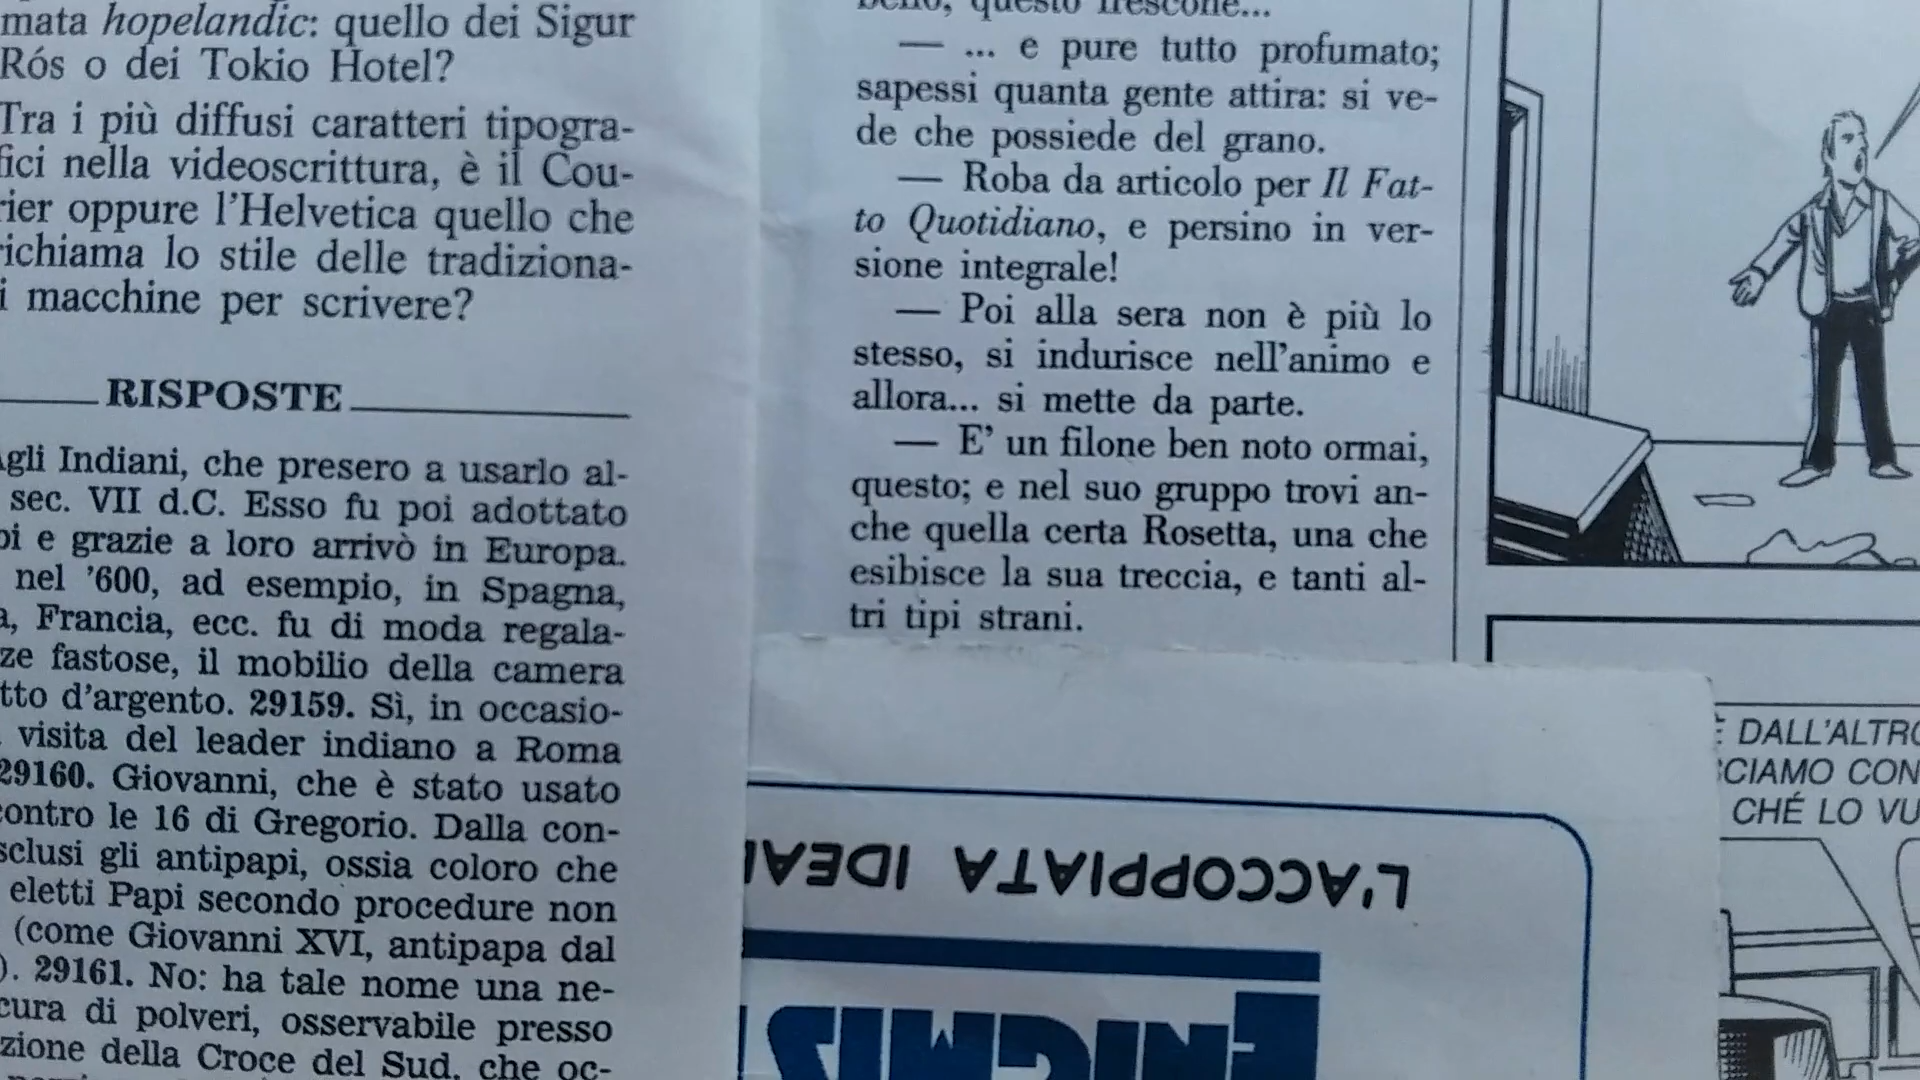 mata hopelandic: quello dei Sigur
Rós o dei Tokio Hotel?
Tra i più diffusi caratteri tipogra-
fici nella videoscrittura, è il Cou-
rier oppure l'Helvetica quello che
richiama lo stile delle tradiziona-
i macchine per scrivere?
RISPOSTE
gli Indiani, che presero a usarlo al-
sec. VII d.C. Esso fu poi adottato
bi e grazie a loro arrivò in Europa.
nel '600, ad esempio, in Spagna,
a, Francia, ecc. fu di moda regala-
ze fastose, il mobilio della camera
tto d'argento. 29159. Sì, in occasio-
visita del leader indiano a Roma
29160. Giovanni, che è stato usato
contro le 16 di Gregorio. Dalla con-
sclusi gli antipapi, ossia coloro che
eletti Papi secondo procedure non
(come Giovanni XVI, antipapa dal
). 29161. No: ha tale nome una ne-
cura di polveri, osservabile presso
zione della Croce del Sud, che oc-
questo frescone...
— ... e pure tutto profumato;
sapessi quanta gente attira: si ve-
de che possiede del grano.
— Roba da articolo per Il Fat-
to Quotidiano, e persino in ver-
sione integrale!
— Poi alla sera non è più lo
stesso, si indurisce nell'animo e
allora... si mette da parte.
— E' un filone ben noto ormai,
questo; e nel suo gruppo trovi an-
che quella certa Rosetta, una che
esibisce la sua treccia, e tanti al-
tri tipi strani.
L'ACCOPPIATA IDEA
ENIGMIS
È DALL'ALTRO
CIAMO CON
CHÉ LO VU